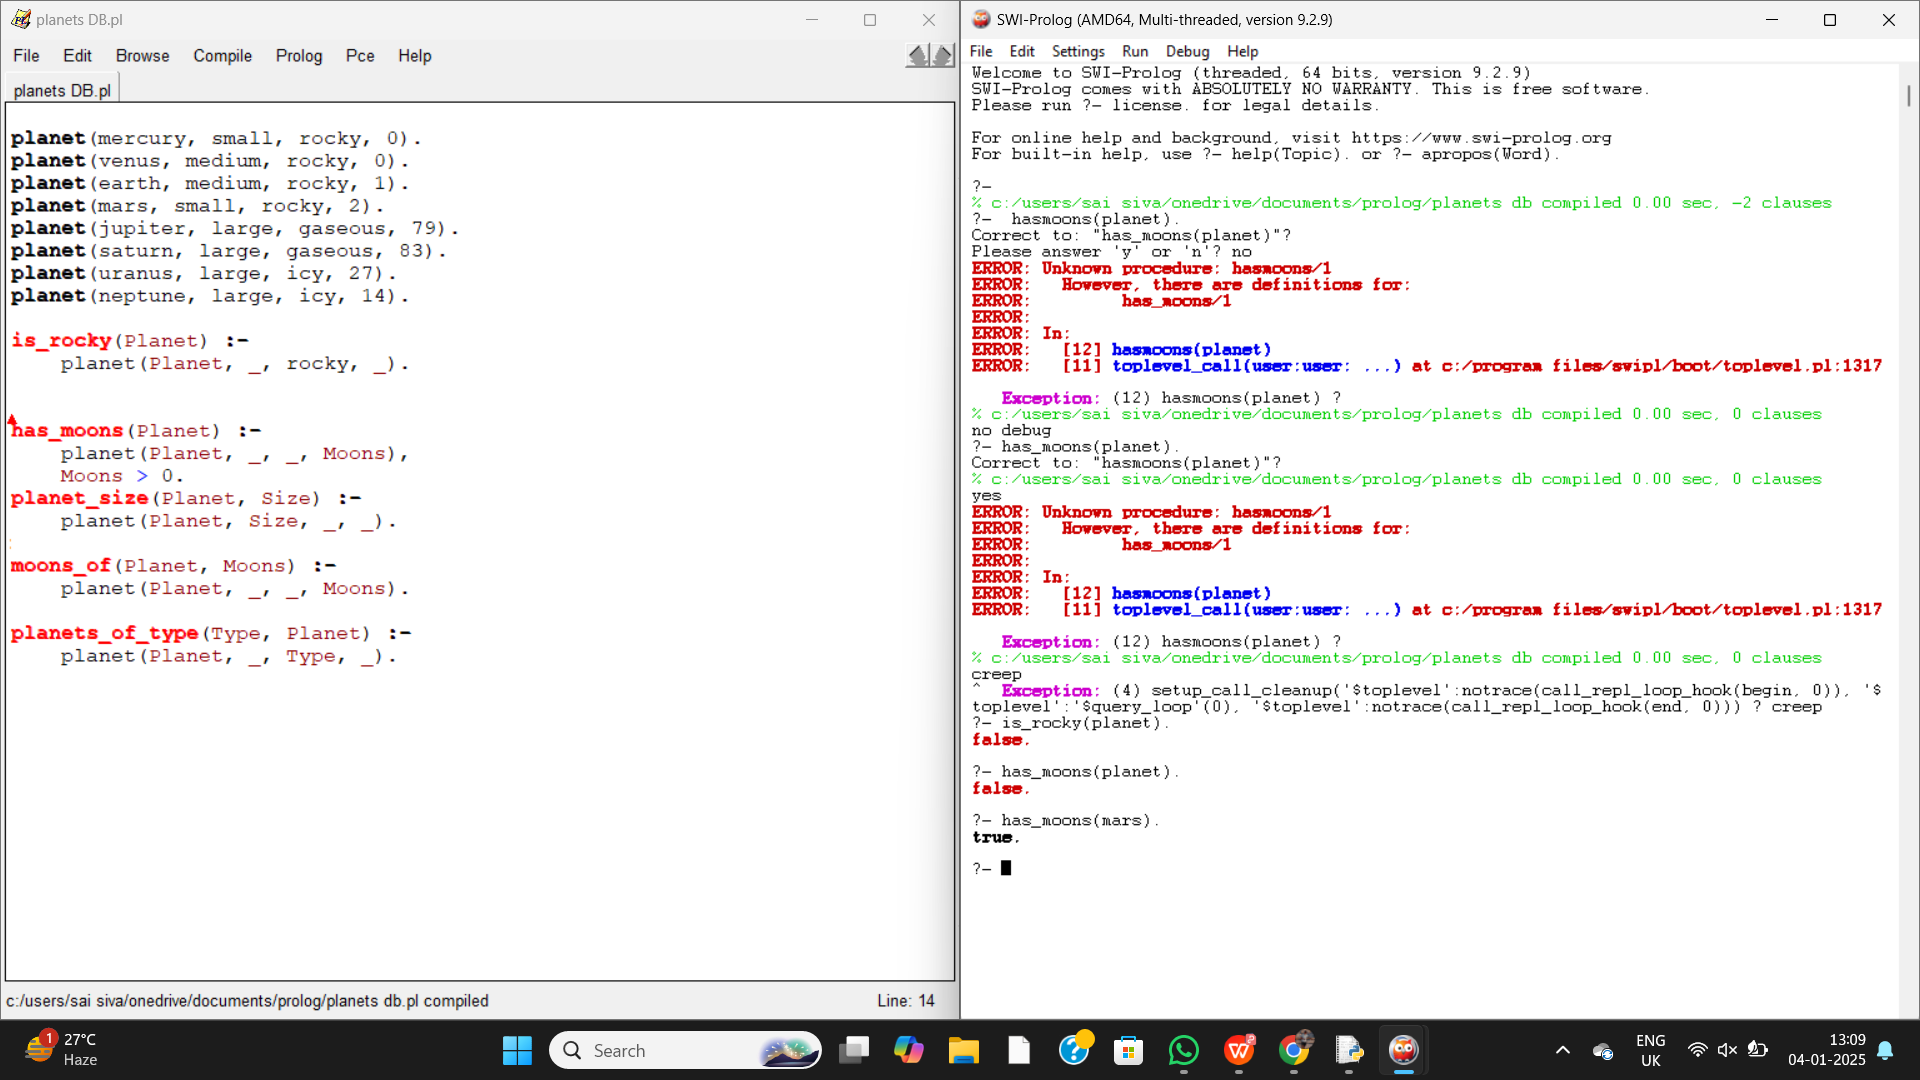 planets DB.pl
File Edit Browse Compile Prolog Pce Help
planets DB.pl
planet(mercury, small, rocky, 0).
planet(venus, medium, rocky, 0).
planet(earth, medium, rocky, 1).
planet(mars, small, rocky, 2).
planet(jupiter, large, gaseous, 79).
planet(saturn, large, gaseous, 83).
planet(uranus, large, icy, 27).
planet(neptune, large, icy, 14).
is_rocky(Planet) :-
    planet(Planet, _, rocky, _).
has_moons(Planet) :-
    planet(Planet, _, _, Moons),
    Moons > 0.
planet_size(Planet, Size) :-
    planet(Planet, Size, _, _).
moons_of(Planet, Moons) :-
    planet(Planet, _, _, Moons).
planets_of_type(Type, Planet) :-
    planet(Planet, _, Type, _).
c:/users/sai siva/onedrive/documents/prolog/planets db.pl compiled
Line: 14
SWI-Prolog (AMD64, Multi-threaded, version 9.2.9)
File Edit Settings Run Debug Help
Welcome to SWI-Prolog (threaded, 64 bits, version 9.2.9)
SWI-Prolog comes with ABSOLUTELY NO WARRANTY. This is free software.
Please run ?- license. for legal details.
For online help and background, visit https://www.swi-prolog.org
For built-in help, use ?- help(Topic). or ?- apropos(Word).
?-
% c:/users/sai siva/onedrive/documents/prolog/planets db compiled 0.00 sec, -2 clauses
?-  hasmoons(planet).
Correct to: "has_moons(planet)"?
Please answer 'y' or 'n'? no
ERROR: Unknown procedure: hasmoons/1
ERROR:   However, there are definitions for:
ERROR:         has_moons/1
ERROR:
ERROR: In:
ERROR:   [12] hasmoons(planet)
ERROR:   [11] toplevel_call(user:user: ...) at c:/program files/swipl/boot/toplevel.pl:1317
   Exception: (12) hasmoons(planet) ?
% c:/users/sai siva/onedrive/documents/prolog/planets db compiled 0.00 sec, 0 clauses
no debug
?- has_moons(planet).
Correct to: "hasmoons(planet)"?
% c:/users/sai siva/onedrive/documents/prolog/planets db compiled 0.00 sec, 0 clauses
yes
ERROR: Unknown procedure: hasmoons/1
ERROR:   However, there are definitions for:
ERROR:         has_moons/1
ERROR:
ERROR: In:
ERROR:   [12] hasmoons(planet)
ERROR:   [11] toplevel_call(user:user: ...) at c:/program files/swipl/boot/toplevel.pl:1317
   Exception: (12) hasmoons(planet) ?
% c:/users/sai siva/onedrive/documents/prolog/planets db compiled 0.00 sec, 0 clauses
creep
^  Exception: (4) setup_call_cleanup('$toplevel':notrace(call_repl_loop_hook(begin, 0)), '$
toplevel':'$query_loop'(0), '$toplevel':notrace(call_repl_loop_hook(end, 0))) ? creep
?- is_rocky(planet).
false.
?- has_moons(planet).
false.
?- has_moons(mars).
true.
?-
1
27°C
Haze
Search
ENG
UK
13:09
04-01-2025